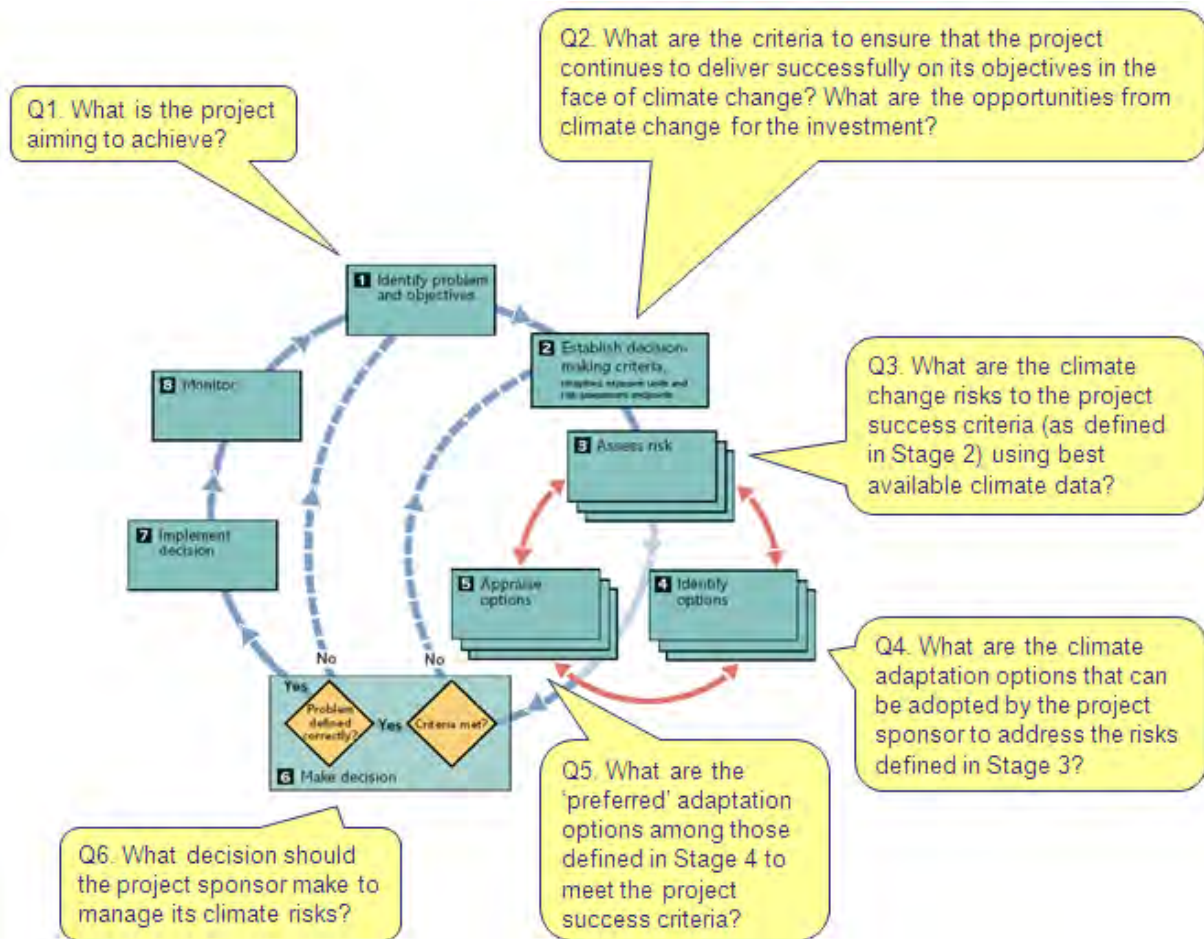 Q1. What is the project
aiming to achieve?
Q2. What are the criteria to ensure that the project
continues to deliver successfully on its objectives in the
face of climate change? What are the opportunities from
climate change for the investment?
1 Identify problem
and objectives
2 Establish decision-
making criteria,
receptors, exposure units and
risk assessment endpoints
Q3. What are the climate
change risks to the project
success criteria (as defined
in Stage 2) using best
available climate data?
8 Monitor
3 Assess risk
7 Implement
decision
5 Appraise
options
4 Identify
options
Q4. What are the climate
adaptation options that can
be adopted by the project
sponsor to address the risks
defined in Stage 3?
No
No
Yes
Problem
defined
correctly?
Yes
Criteria met?
6 Make decision
Q5. What are the
‘preferred’ adaptation
options among those
defined in Stage 4 to
meet the project
success criteria?
Q6. What decision should
the project sponsor make to
manage its climate risks?